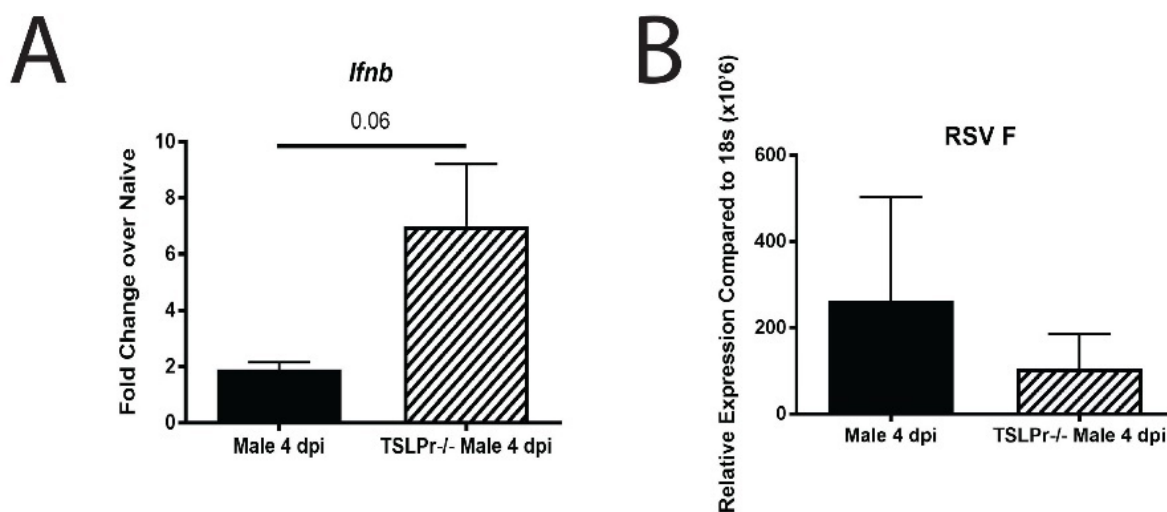 A
Ifnb
0.06
Fold Change over Naive
10
8
6
4
2
0
Male 4 dpi
TSLPr-/- Male 4 dpi
B
RSV F
Relative Expression Compared to 18s (x10^6)
600
400
200
0
Male 4 dpi
TSLPr-/- Male 4 dpi